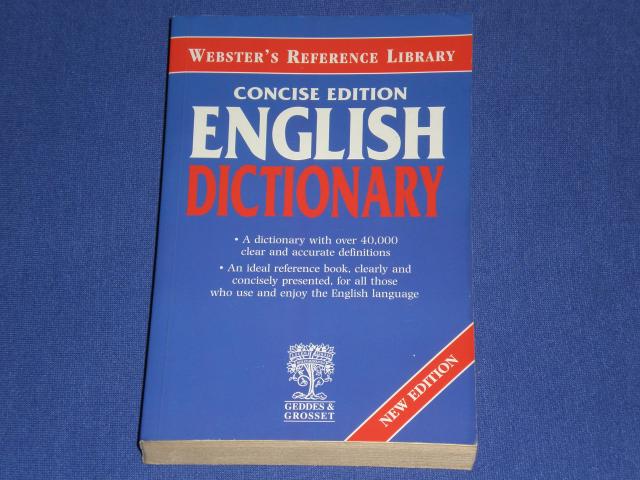 WEBSTER'S REFERENCE LIBRARY
CONCISE EDITION
ENGLISH
DICTIONARY
• A dictionary with over 40,000
clear and accurate definitions
• An ideal reference book, clearly and
concisely presented, for all those
who use and enjoy the English language
GEDDES &
GROSSET
NEW EDITION